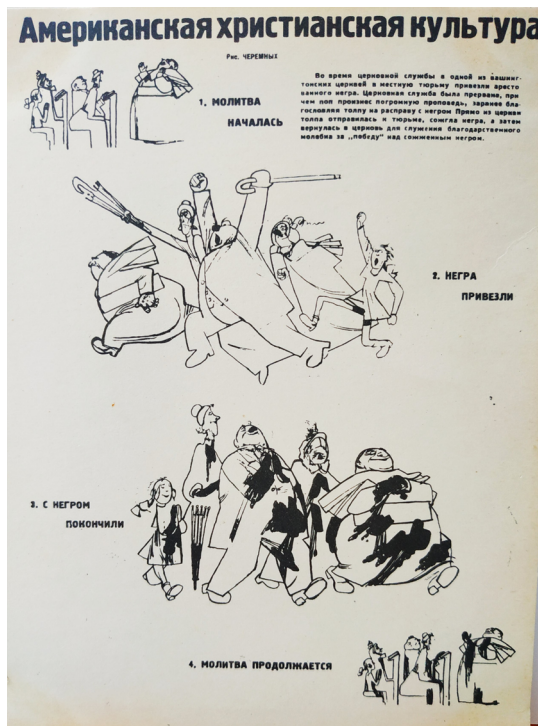 Американская христианская культура
Рис. ЧЕРЕМНЫХ
Во время церковной службы в одной из вашинг-
тонских церквей в местную тюрьму привезли аресто
ванного негра. Церковная служба была прервана, при
чем поп произнес погромную проповедь, заранее бла-
гословляя толпу на расправу с негром Прямо из церкви
толпа отправилась к тюрьме, сожгла негра, а затем
вернулась в церковь для служения благодарственного
молебна за „победу" над сожженным негром.
1. МОЛИТВА
НАЧАЛАСЬ
2. НЕГРА
ПРИВЕЗЛИ
3. С НЕГРОМ
ПОКОНЧИЛИ
4. МОЛИТВА ПРОДОЛЖАЕТСЯ